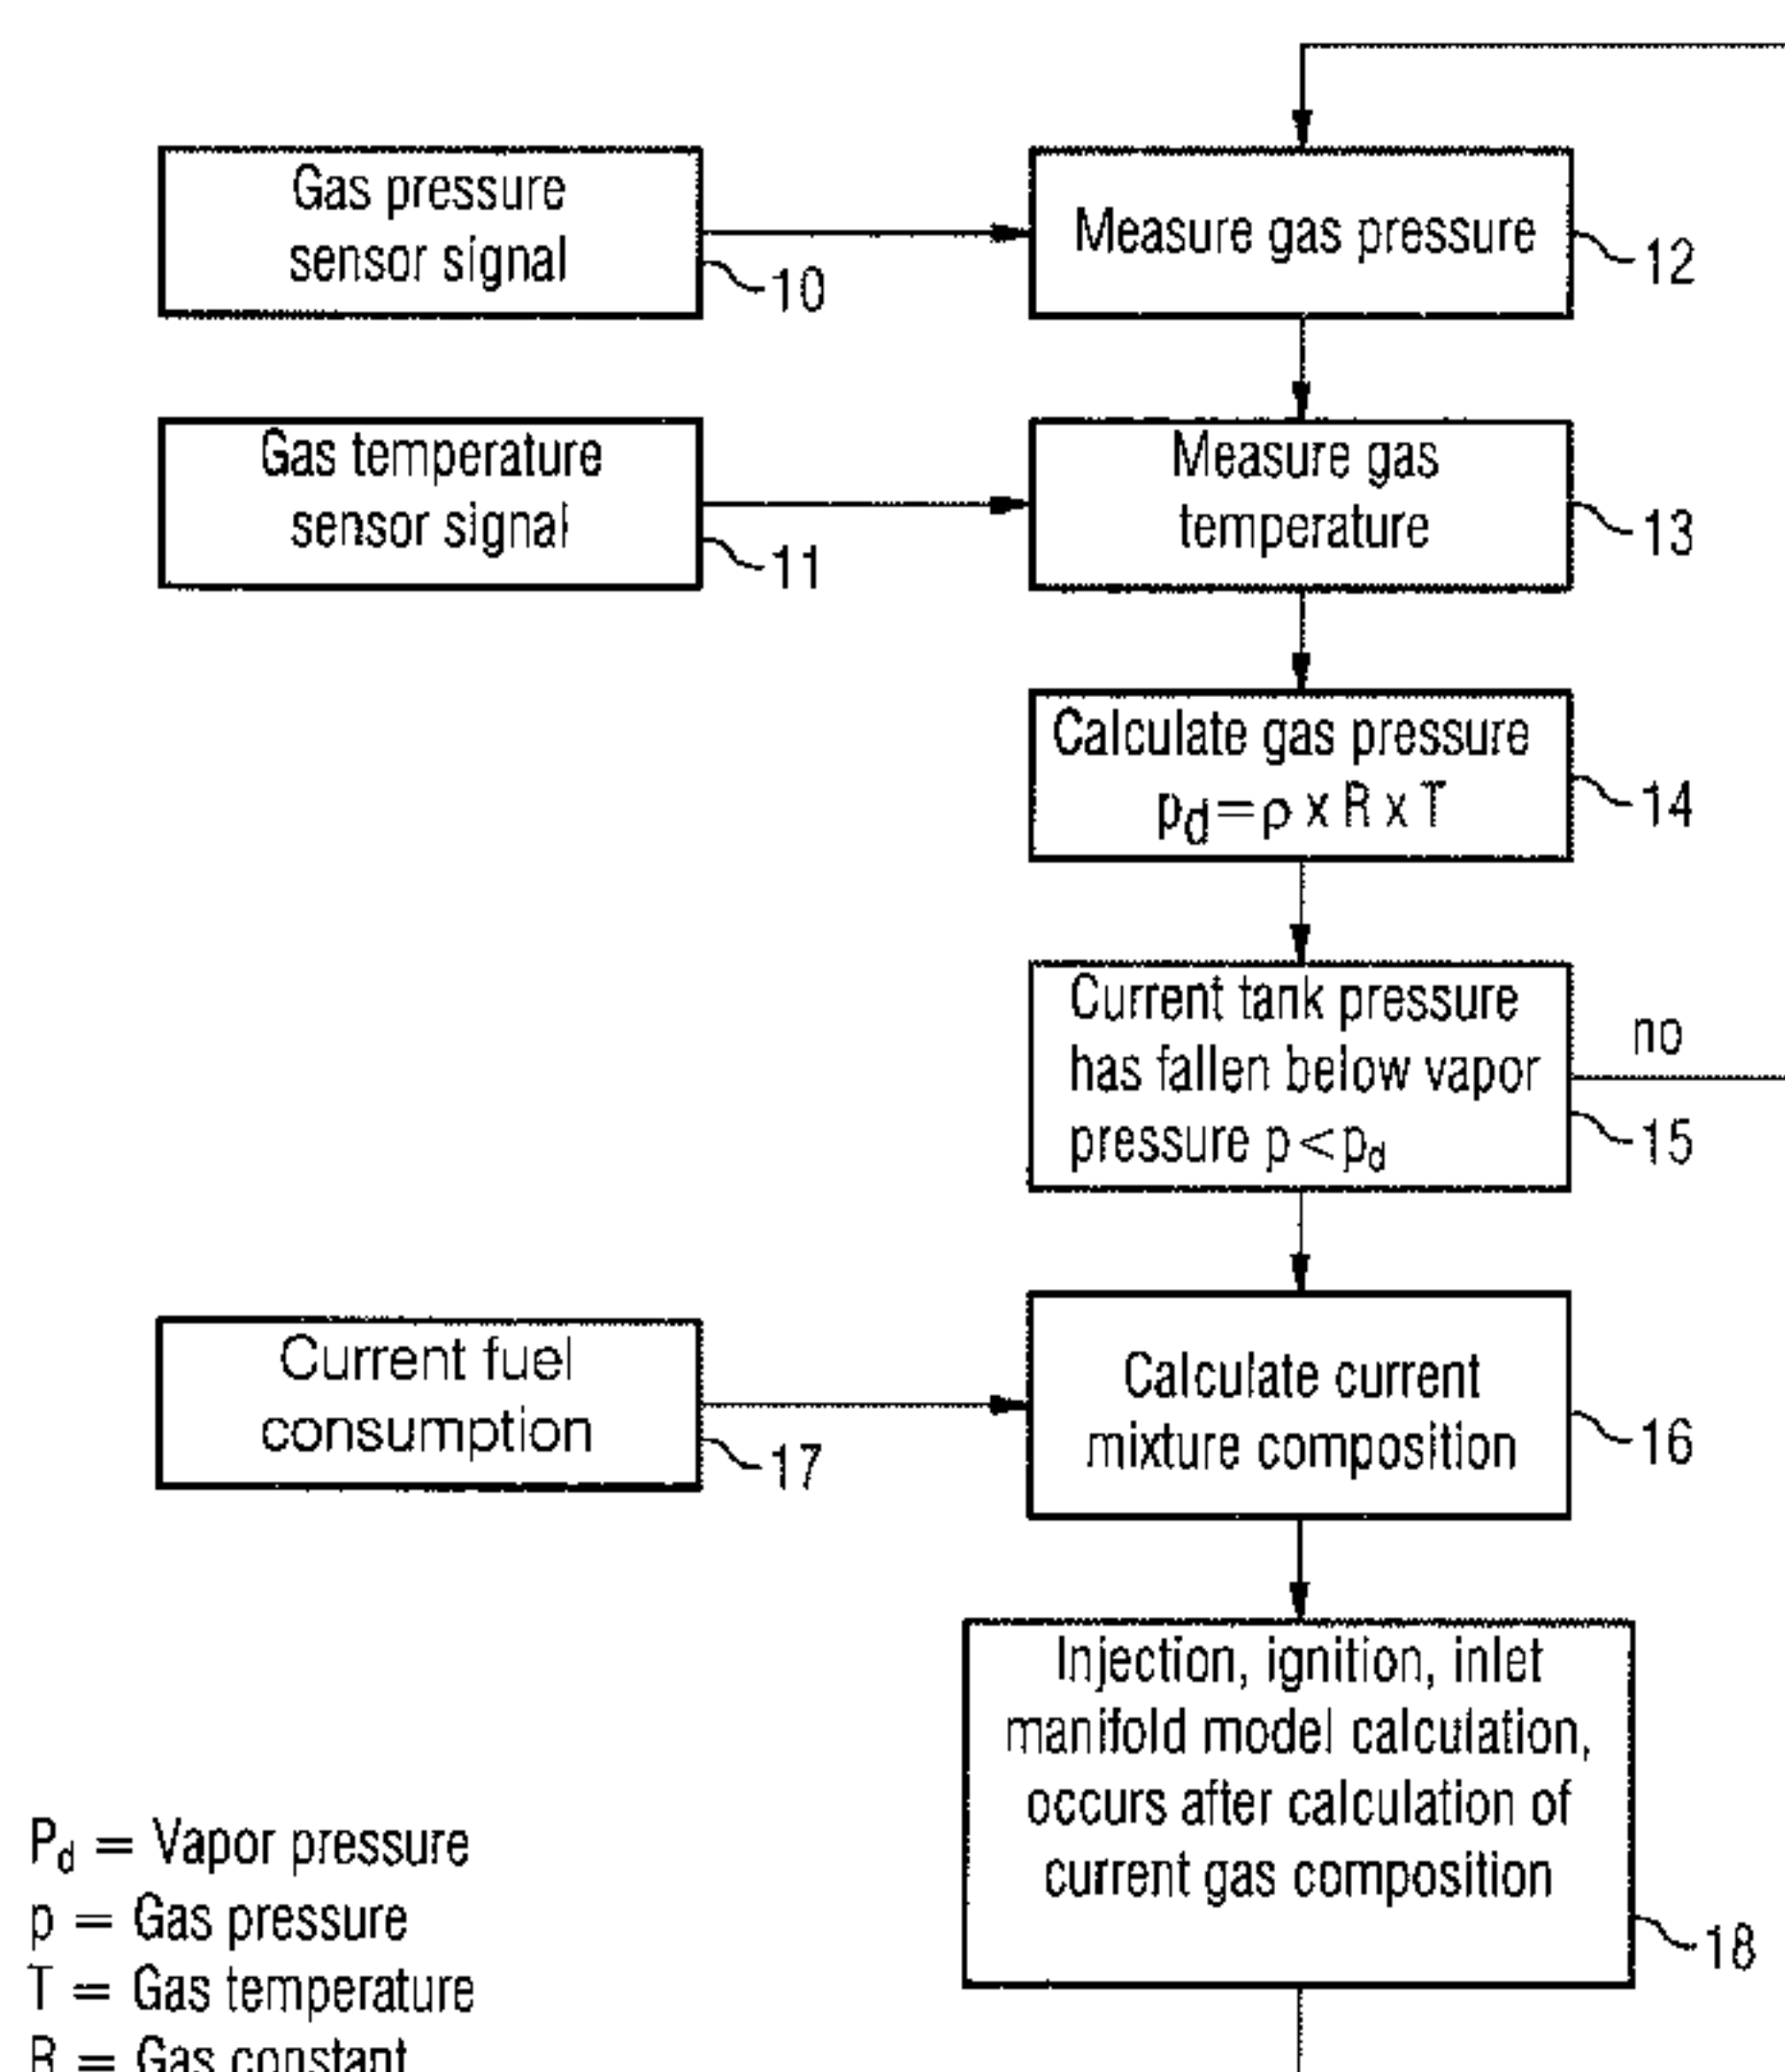 Gas pressure
sensor signal
10
Measure gas pressure
12
Gas temperature
sensor signal
11
Measure gas
temperature
13
Calculate gas pressure
pd = ρ x R x T
14
Current tank pressure
has fallen below vapor
pressure p < pd
no
15
Current fuel
consumption
17
Calculate current
mixture composition
16
Injection, ignition, inlet
manifold model calculation,
occurs after calculation of
current gas composition
18
Pd = Vapor pressure
p = Gas pressure
T = Gas temperature
R = Gas constant